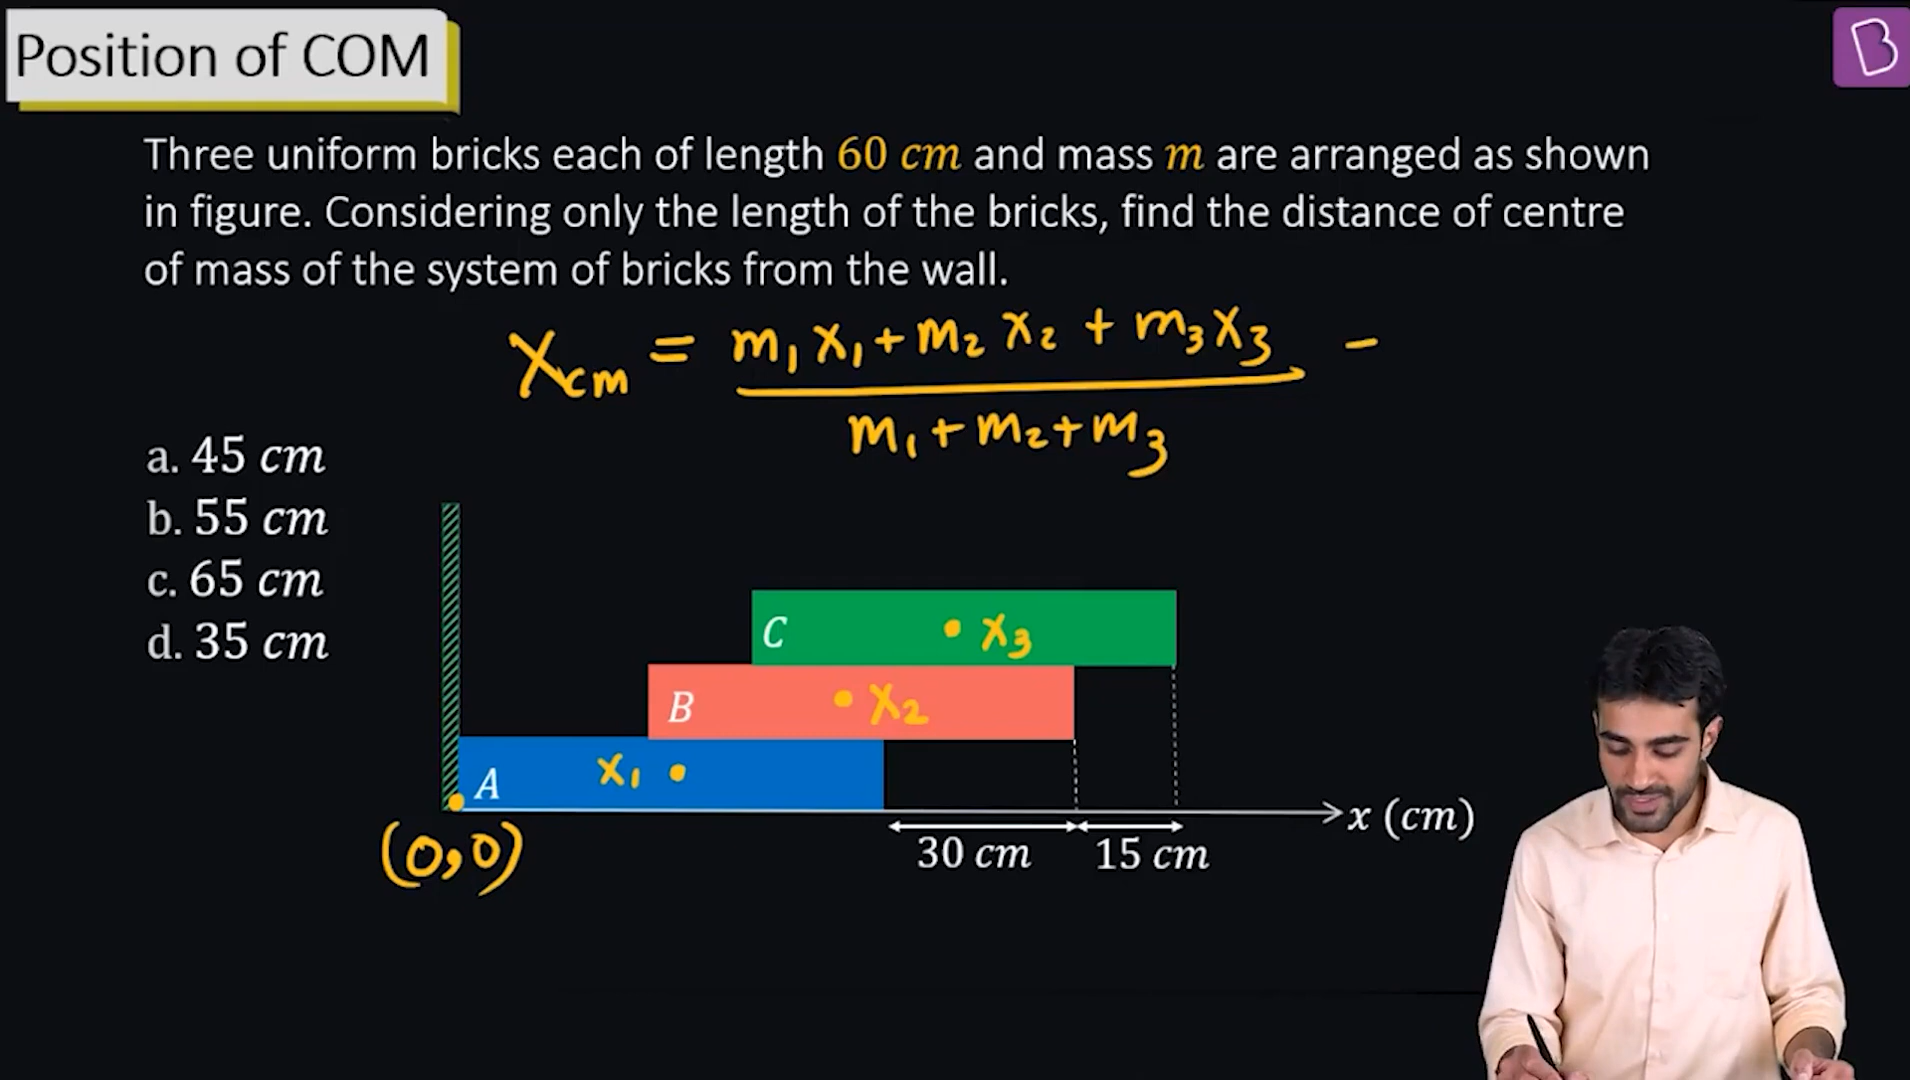 Position of COM
B
Three uniform bricks each of length 60 cm and mass m are arranged as shown
in figure. Considering only the length of the bricks, find the distance of centre
of mass of the system of bricks from the wall.
Xcm = m₁x₁+m₂x₂+m₃x₃ -
m₁+m₂+m₃
a. 45 cm
b. 55 cm
c. 65 cm
d. 35 cm
C x₃
B x₂
A x₁
x (cm)
(0,0)
30 cm 15 cm